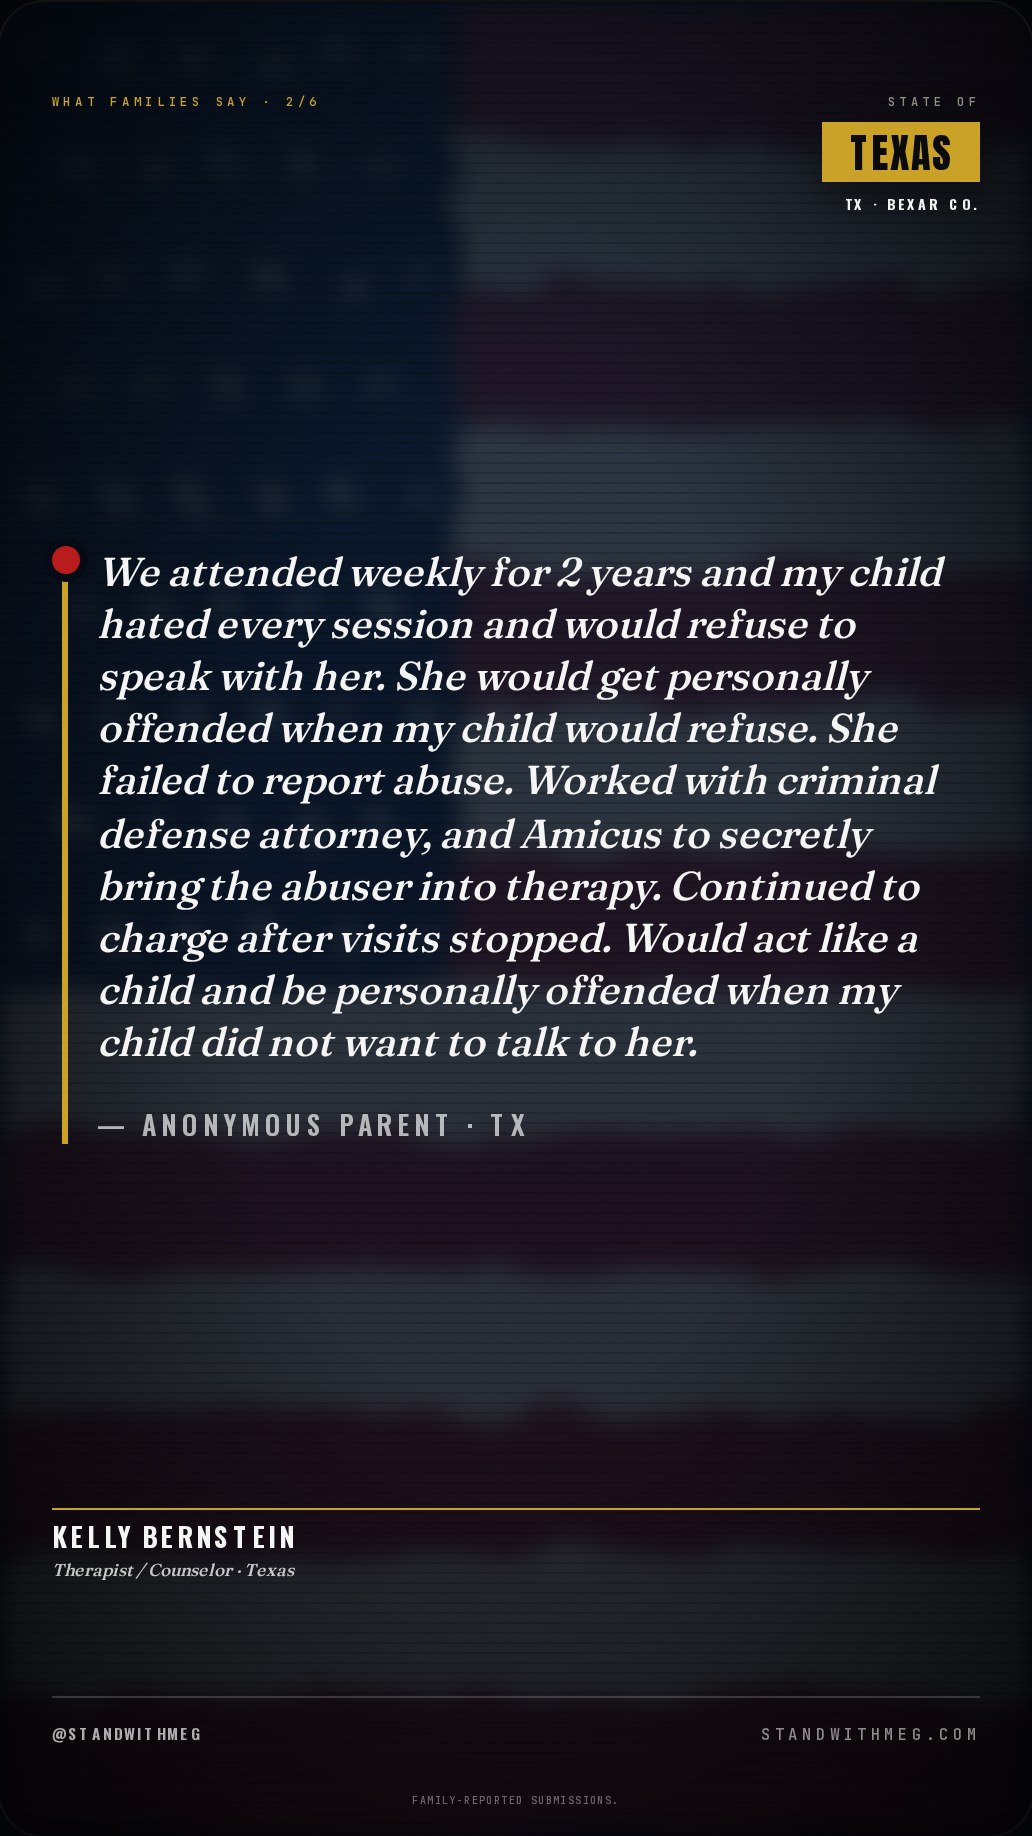 WHAT FAMILIES SAY · 2/6
STATE OF
TEXAS
TX · BEXAR CO.
We attended weekly for 2 years and my child
hated every session and would refuse to
speak with her. She would get personally
offended when my child would refuse. She
failed to report abuse. Worked with criminal
defense attorney, and Amicus to secretly
bring the abuser into therapy. Continued to
charge after visits stopped. Would act like a
child and be personally offended when my
child did not want to talk to her.
— ANONYMOUS PARENT · TX
KELLY BERNSTEIN
Therapist / Counselor · Texas
@STANDWITHMEG
STANDWITHMEG.COM
FAMILY-REPORTED SUBMISSIONS.